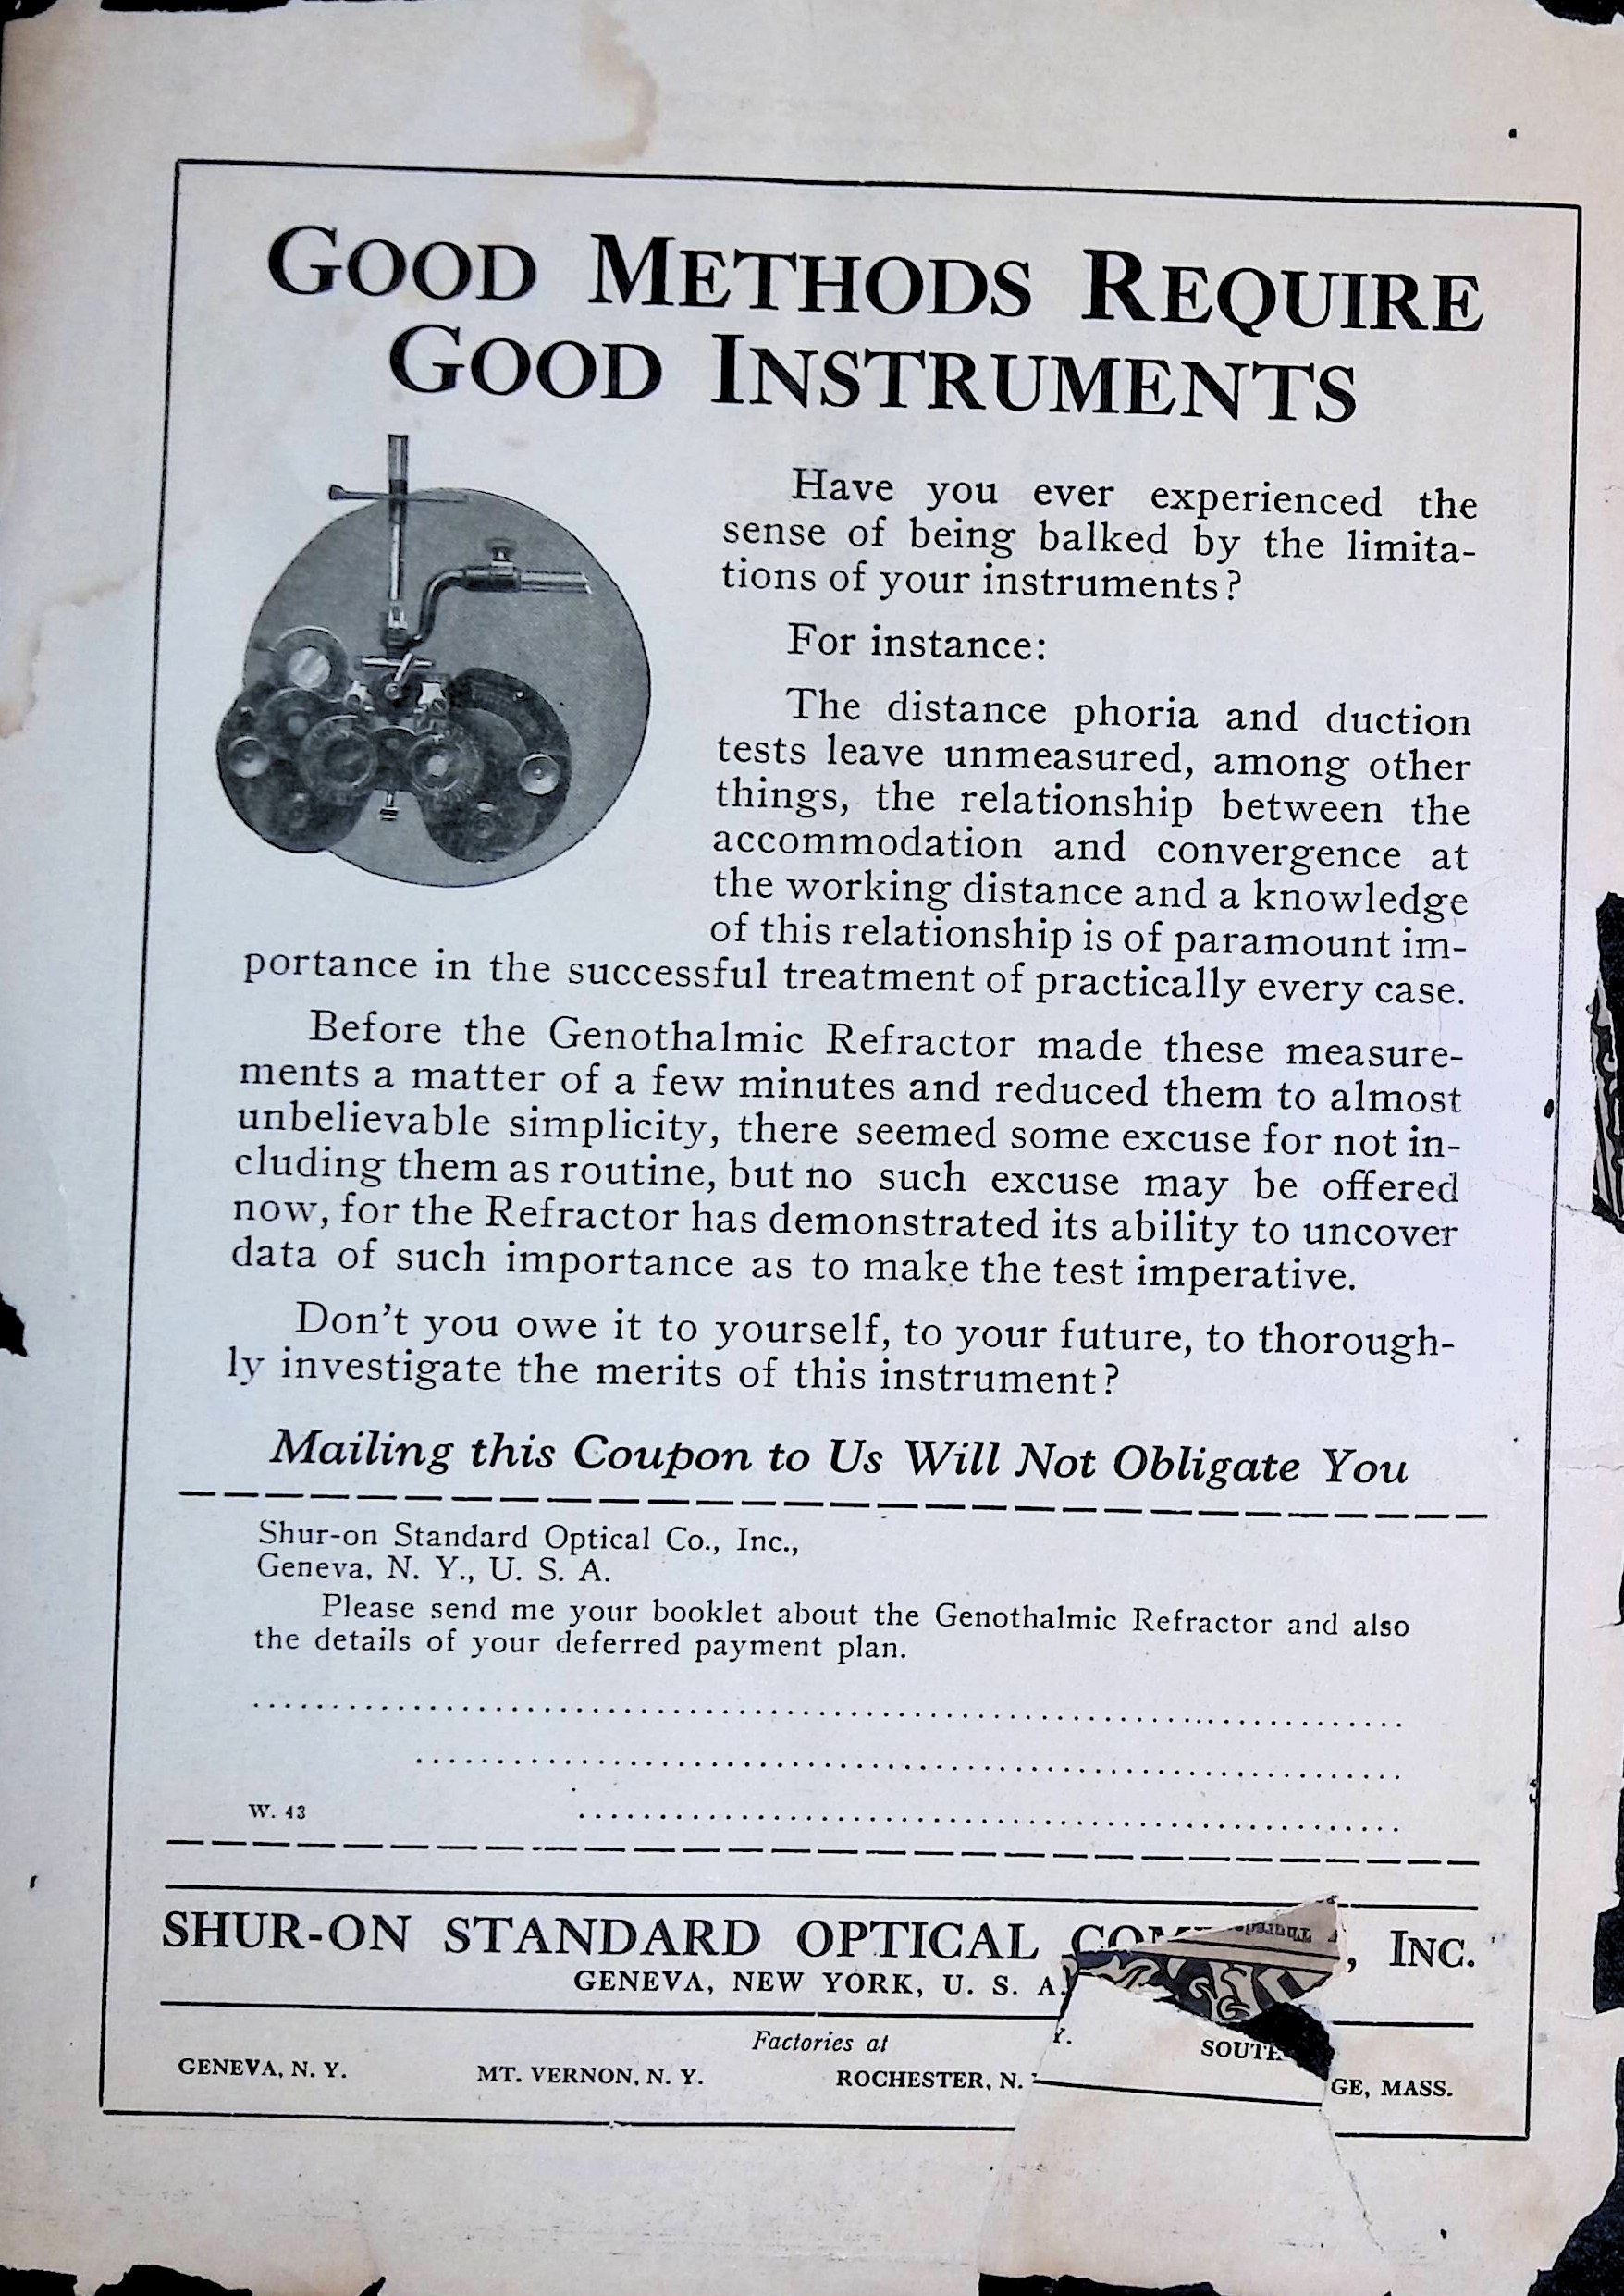 GOOD METHODS REQUIRE
GOOD INSTRUMENTS
Have you ever experienced the
sense of being balked by the limita-
tions of your instruments?
For instance:
The distance phoria and duction
tests leave unmeasured, among other
things, the relationship between the
accommodation and convergence at
the working distance and a knowledge
of this relationship is of paramount im-
portance in the successful treatment of practically every case.
Before the Genothalmic Refractor made these measure-
ments a matter of a few minutes and reduced them to almost
unbelievable simplicity, there seemed some excuse for not in-
cluding them as routine, but no such excuse may be offered
now, for the Refractor has demonstrated its ability to uncover
data of such importance as to make the test imperative.
Don't you owe it to yourself, to your future, to thorough-
ly investigate the merits of this instrument?
Mailing this Coupon to Us Will Not Obligate You
Shur-on Standard Optical Co., Inc.,
Geneva, N. Y., U. S. A.
Please send me your booklet about the Genothalmic Refractor and also
the details of your deferred payment plan.
W. 43
SHUR-ON STANDARD OPTICAL , INC.
GENEVA, NEW YORK, U. S. A.
Factories at
GENEVA, N. Y. MT. VERNON, N. Y. ROCHESTER, N. Y. SOUTH GE, MASS.